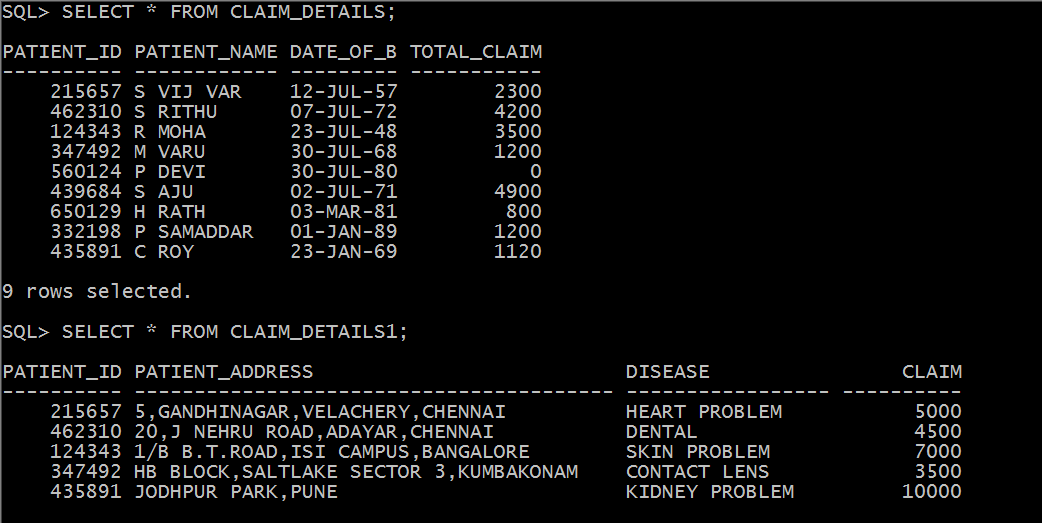 SQL> SELECT * FROM CLAIM_DETAILS;
PATIENT_ID PATIENT_NAME DATE_OF_B TOTAL_CLAIM
---------- ------------ --------- -----------
215657 S VIJ VAR 12-JUL-57 2300
462310 S RITHU 07-JUL-72 4200
124343 R MOHA 23-JUL-48 3500
347492 M VARU 30-JUL-68 1200
560124 P DEVI 30-JUL-80 0
439684 S AJU 02-JUL-71 4900
650129 H RATH 03-MAR-81 800
332198 P SAMADDAR 01-JAN-89 1200
435891 C ROY 23-JAN-69 1120
9 rows selected.
SQL> SELECT * FROM CLAIM_DETAILS1;
PATIENT_ID PATIENT_ADDRESS DISEASE CLAIM
---------- ---------------------------------------- ----------------- ----------
215657 5,GANDHINAGAR,VELACHERY,CHENNAI HEART PROBLEM 5000
462310 20,J NEHRU ROAD,ADAYAR,CHENNAI DENTAL 4500
124343 1/B B.T.ROAD,ISI CAMPUS,BANGALORE SKIN PROBLEM 7000
347492 HB BLOCK,SALTLAKE SECTOR 3,KUMBAKONAM CONTACT LENS 3500
435891 JODHPUR PARK,PUNE KIDNEY PROBLEM 10000